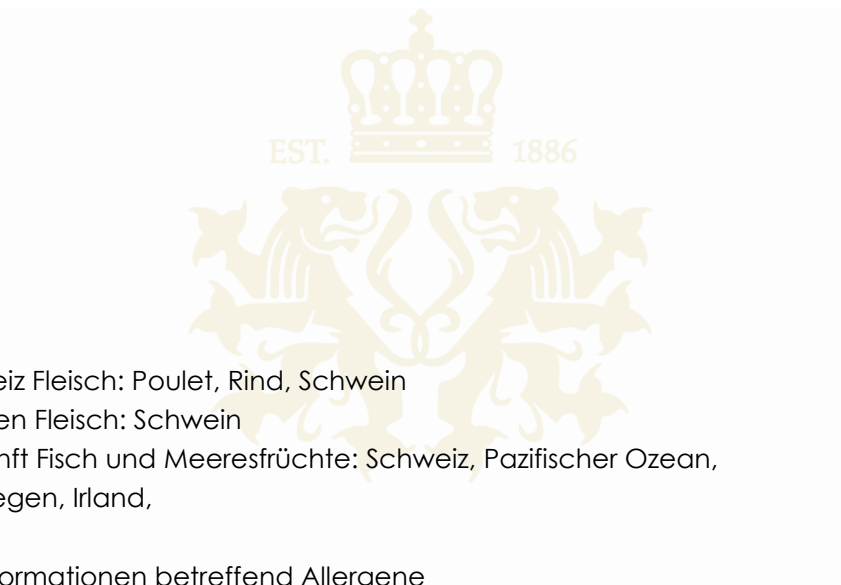 EST. 1886
eiz Fleisch: Poulet, Rind, Schwein
en Fleisch: Schwein
nft Fisch und Meeresfrüchte: Schweiz, Pazifischer Ozean,
egen, Irland,
ormationen betreffend Allergene